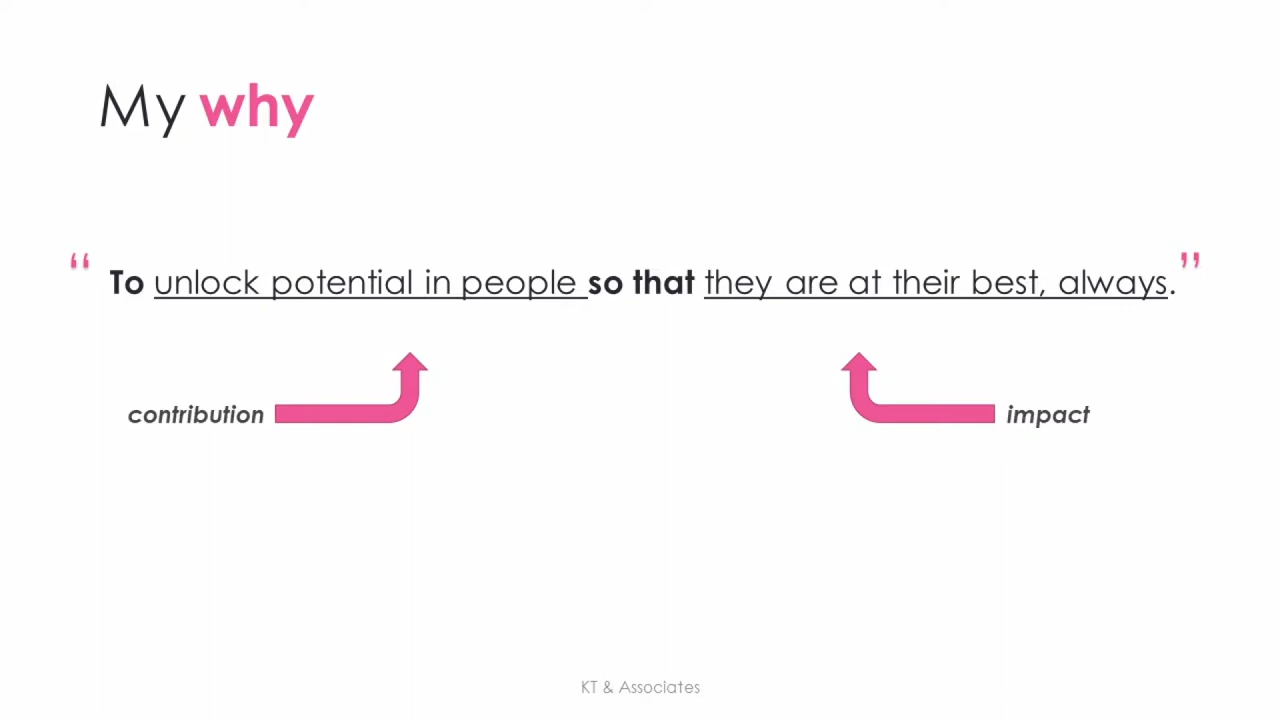 My why
“ To unlock potential in people so that they are at their best, always. ”
contribution
impact
KT & Associates